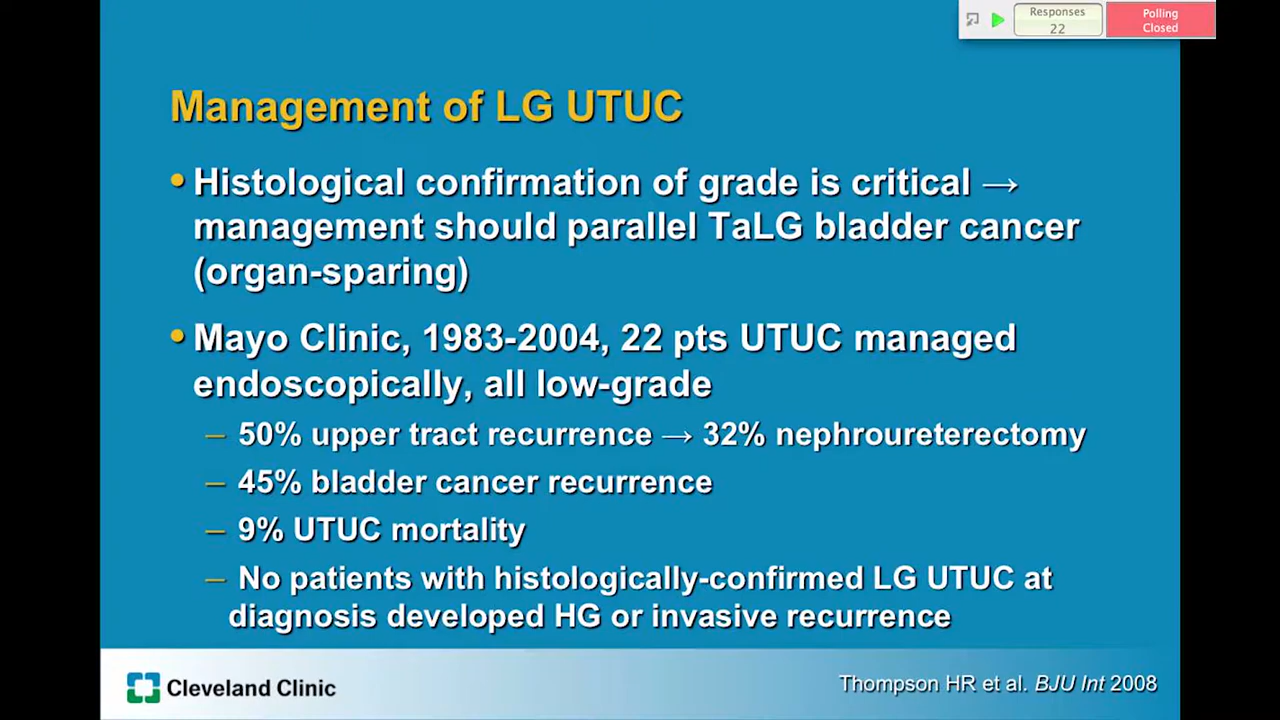 Responses
22
Polling
Closed
Management of LG UTUC
• Histological confirmation of grade is critical →
management should parallel TaLG bladder cancer
(organ-sparing)
• Mayo Clinic, 1983-2004, 22 pts UTUC managed
endoscopically, all low-grade
– 50% upper tract recurrence → 32% nephroureterectomy
– 45% bladder cancer recurrence
– 9% UTUC mortality
– No patients with histologically-confirmed LG UTUC at
diagnosis developed HG or invasive recurrence
Cleveland Clinic
Thompson HR et al. BJU Int 2008